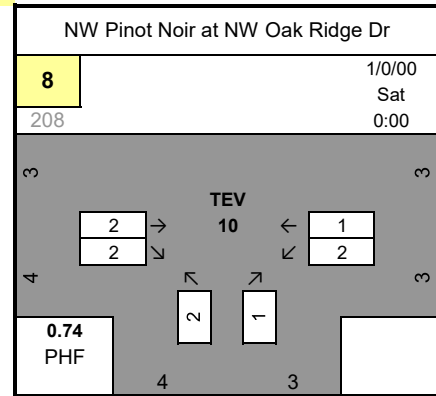 NW Pinot Noir at NW Oak Ridge Dr
8
1/0/00
Sat
208
0:00
3
3
TEV
2 → 10 ← 1
2 ↘ ↙ 2
4
↖ ↗
3
2
1
0.74
PHF
4
3